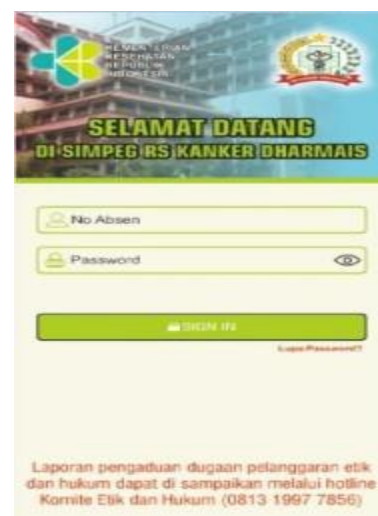 KEMENTERIAN
KESEHATAN
REPUBLIK
INDONESIA
SELAMAT DATANG
DI SIMPEG RS KANKER DHARMAIS
No Absen
Password
SIGN IN
Lupa Password?
Laporan pengaduan dugaan pelanggaran etik
dan hukum dapat di sampaikan melalui hotline
Komite Etik dan Hukum (0813 1997 7856)